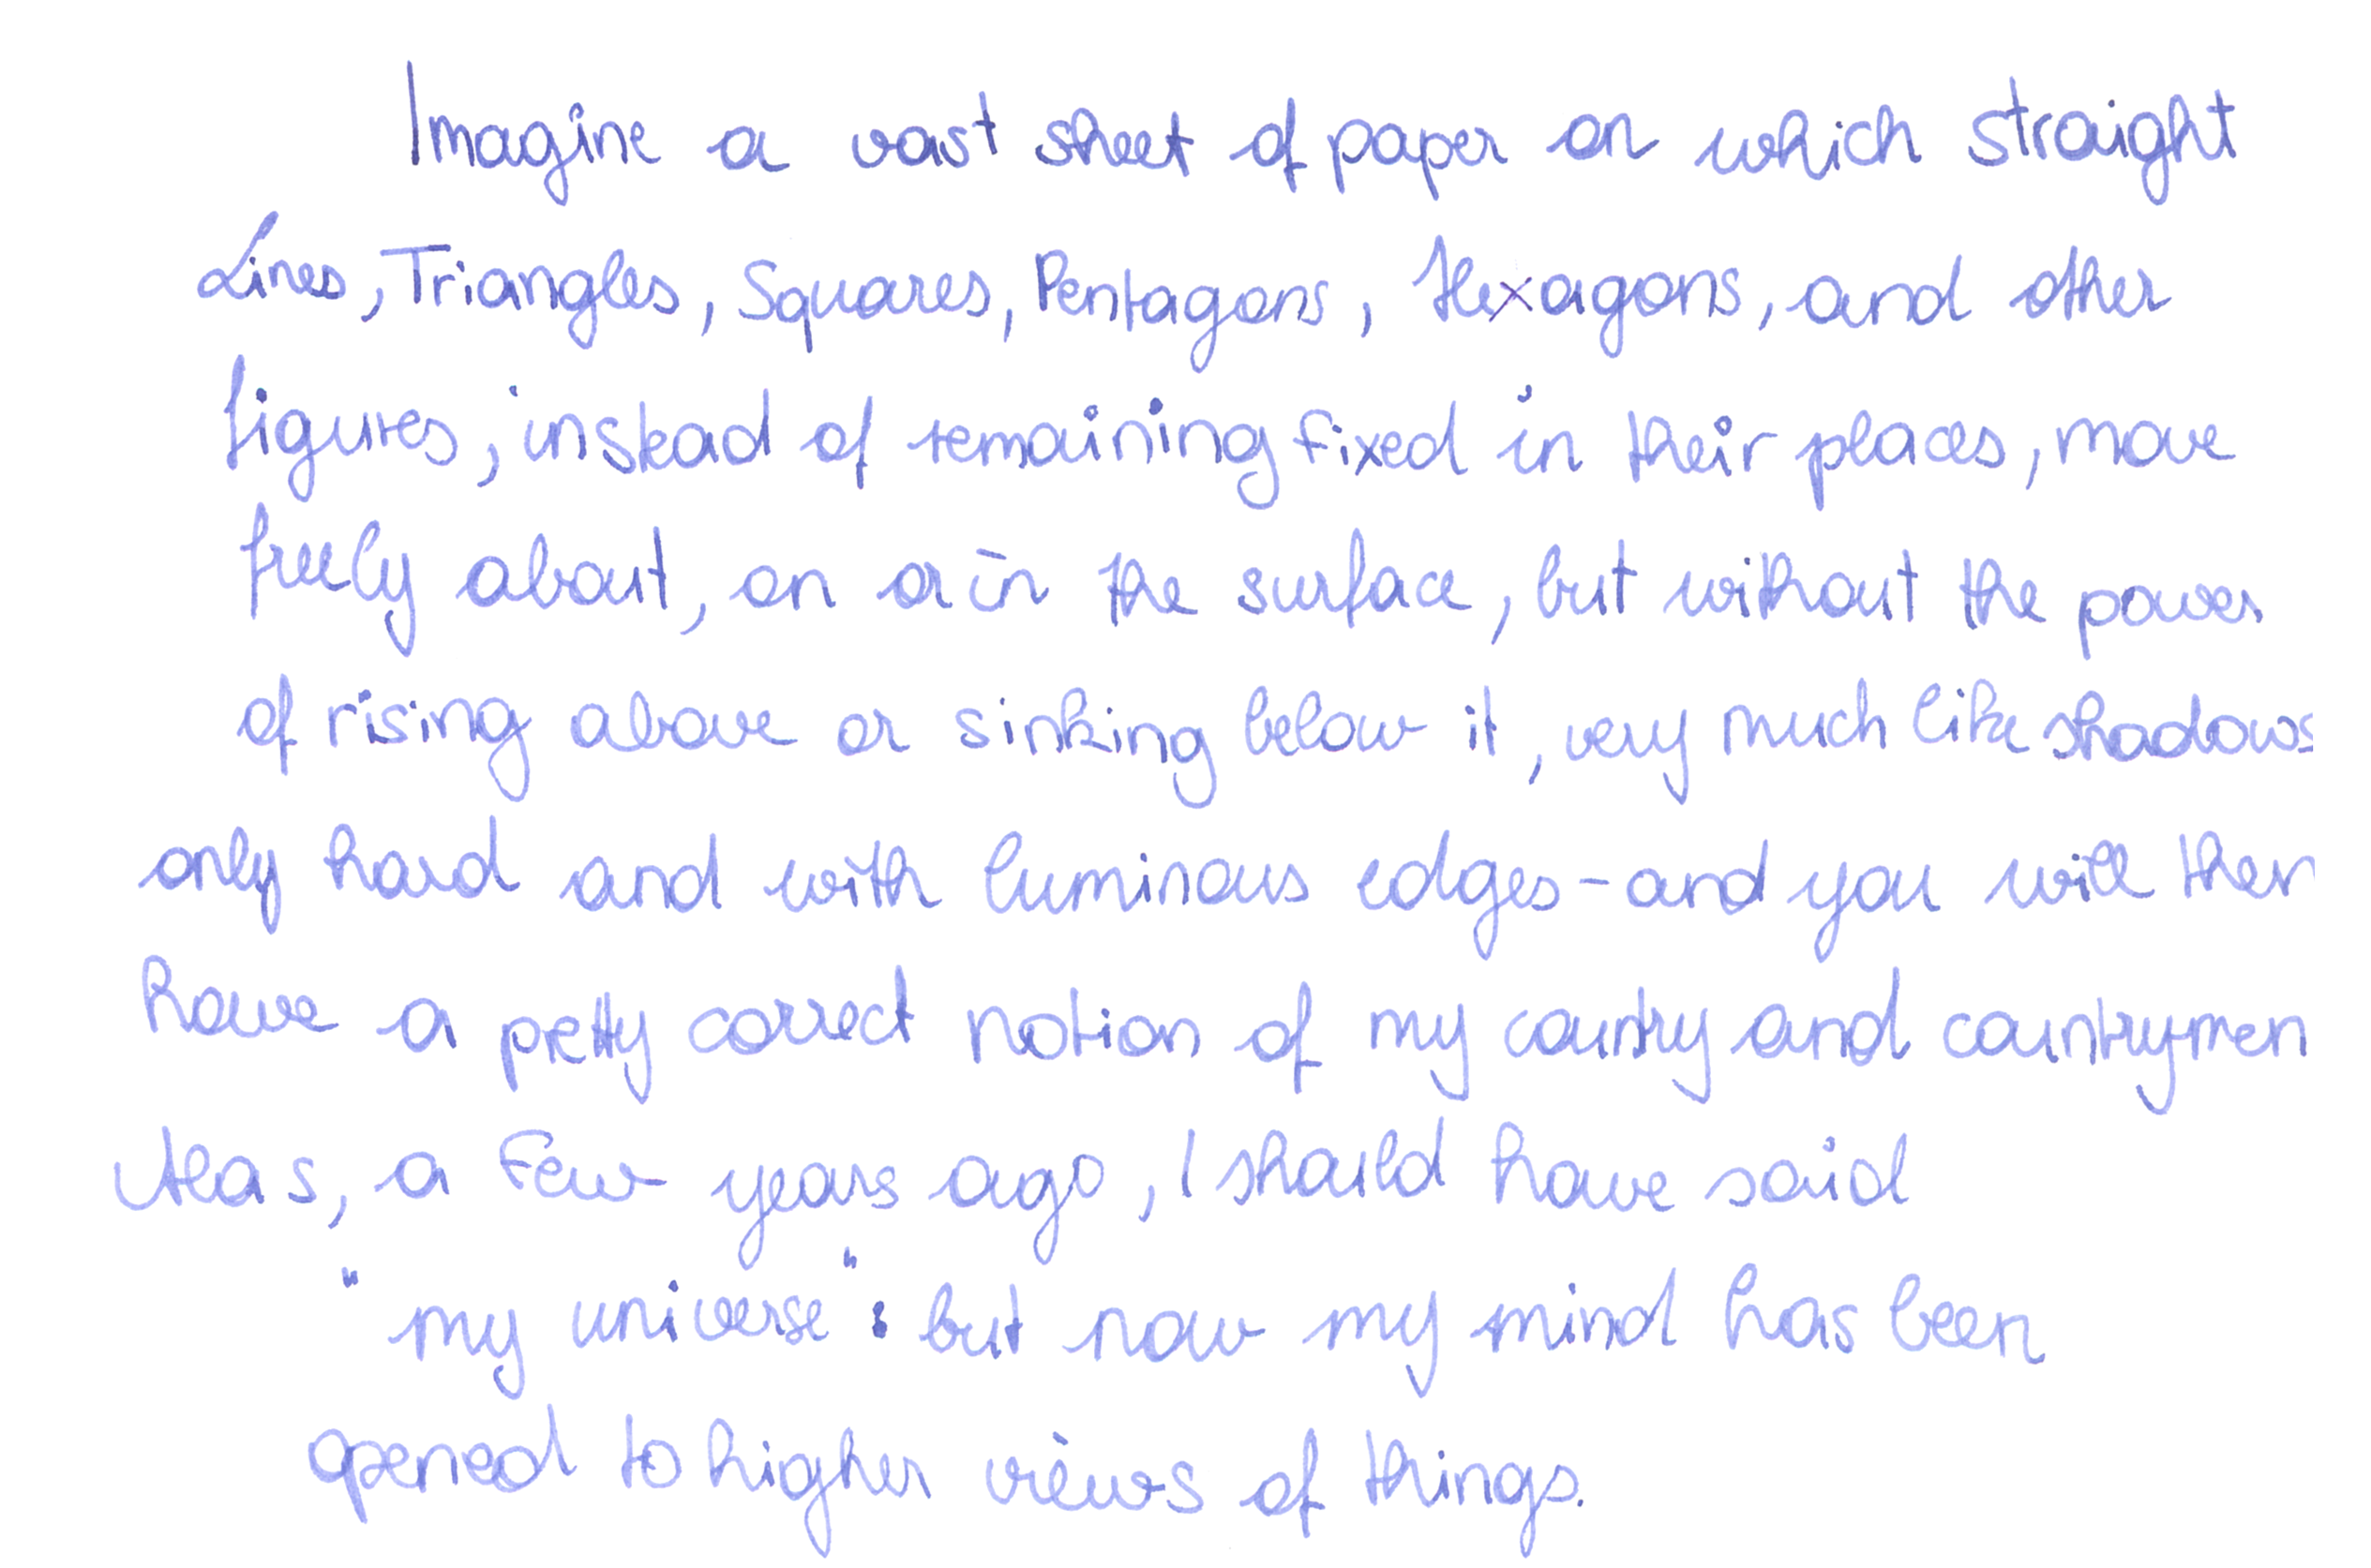 Imagine a vast sheet of paper on which straight
Lines, Triangles, Squares, Pentagons, Hexagons, and other
figures, instead of remaining fixed in their places, move
freely about, on or in the surface, but without the power
of rising above or sinking below it, very much like shadows
only hard and with luminous edges - and you will then
have a pretty correct notion of my country and countrymen
Alas, a few years ago, I should have said
"my universe": but now my mind has been
opened to higher views of things.